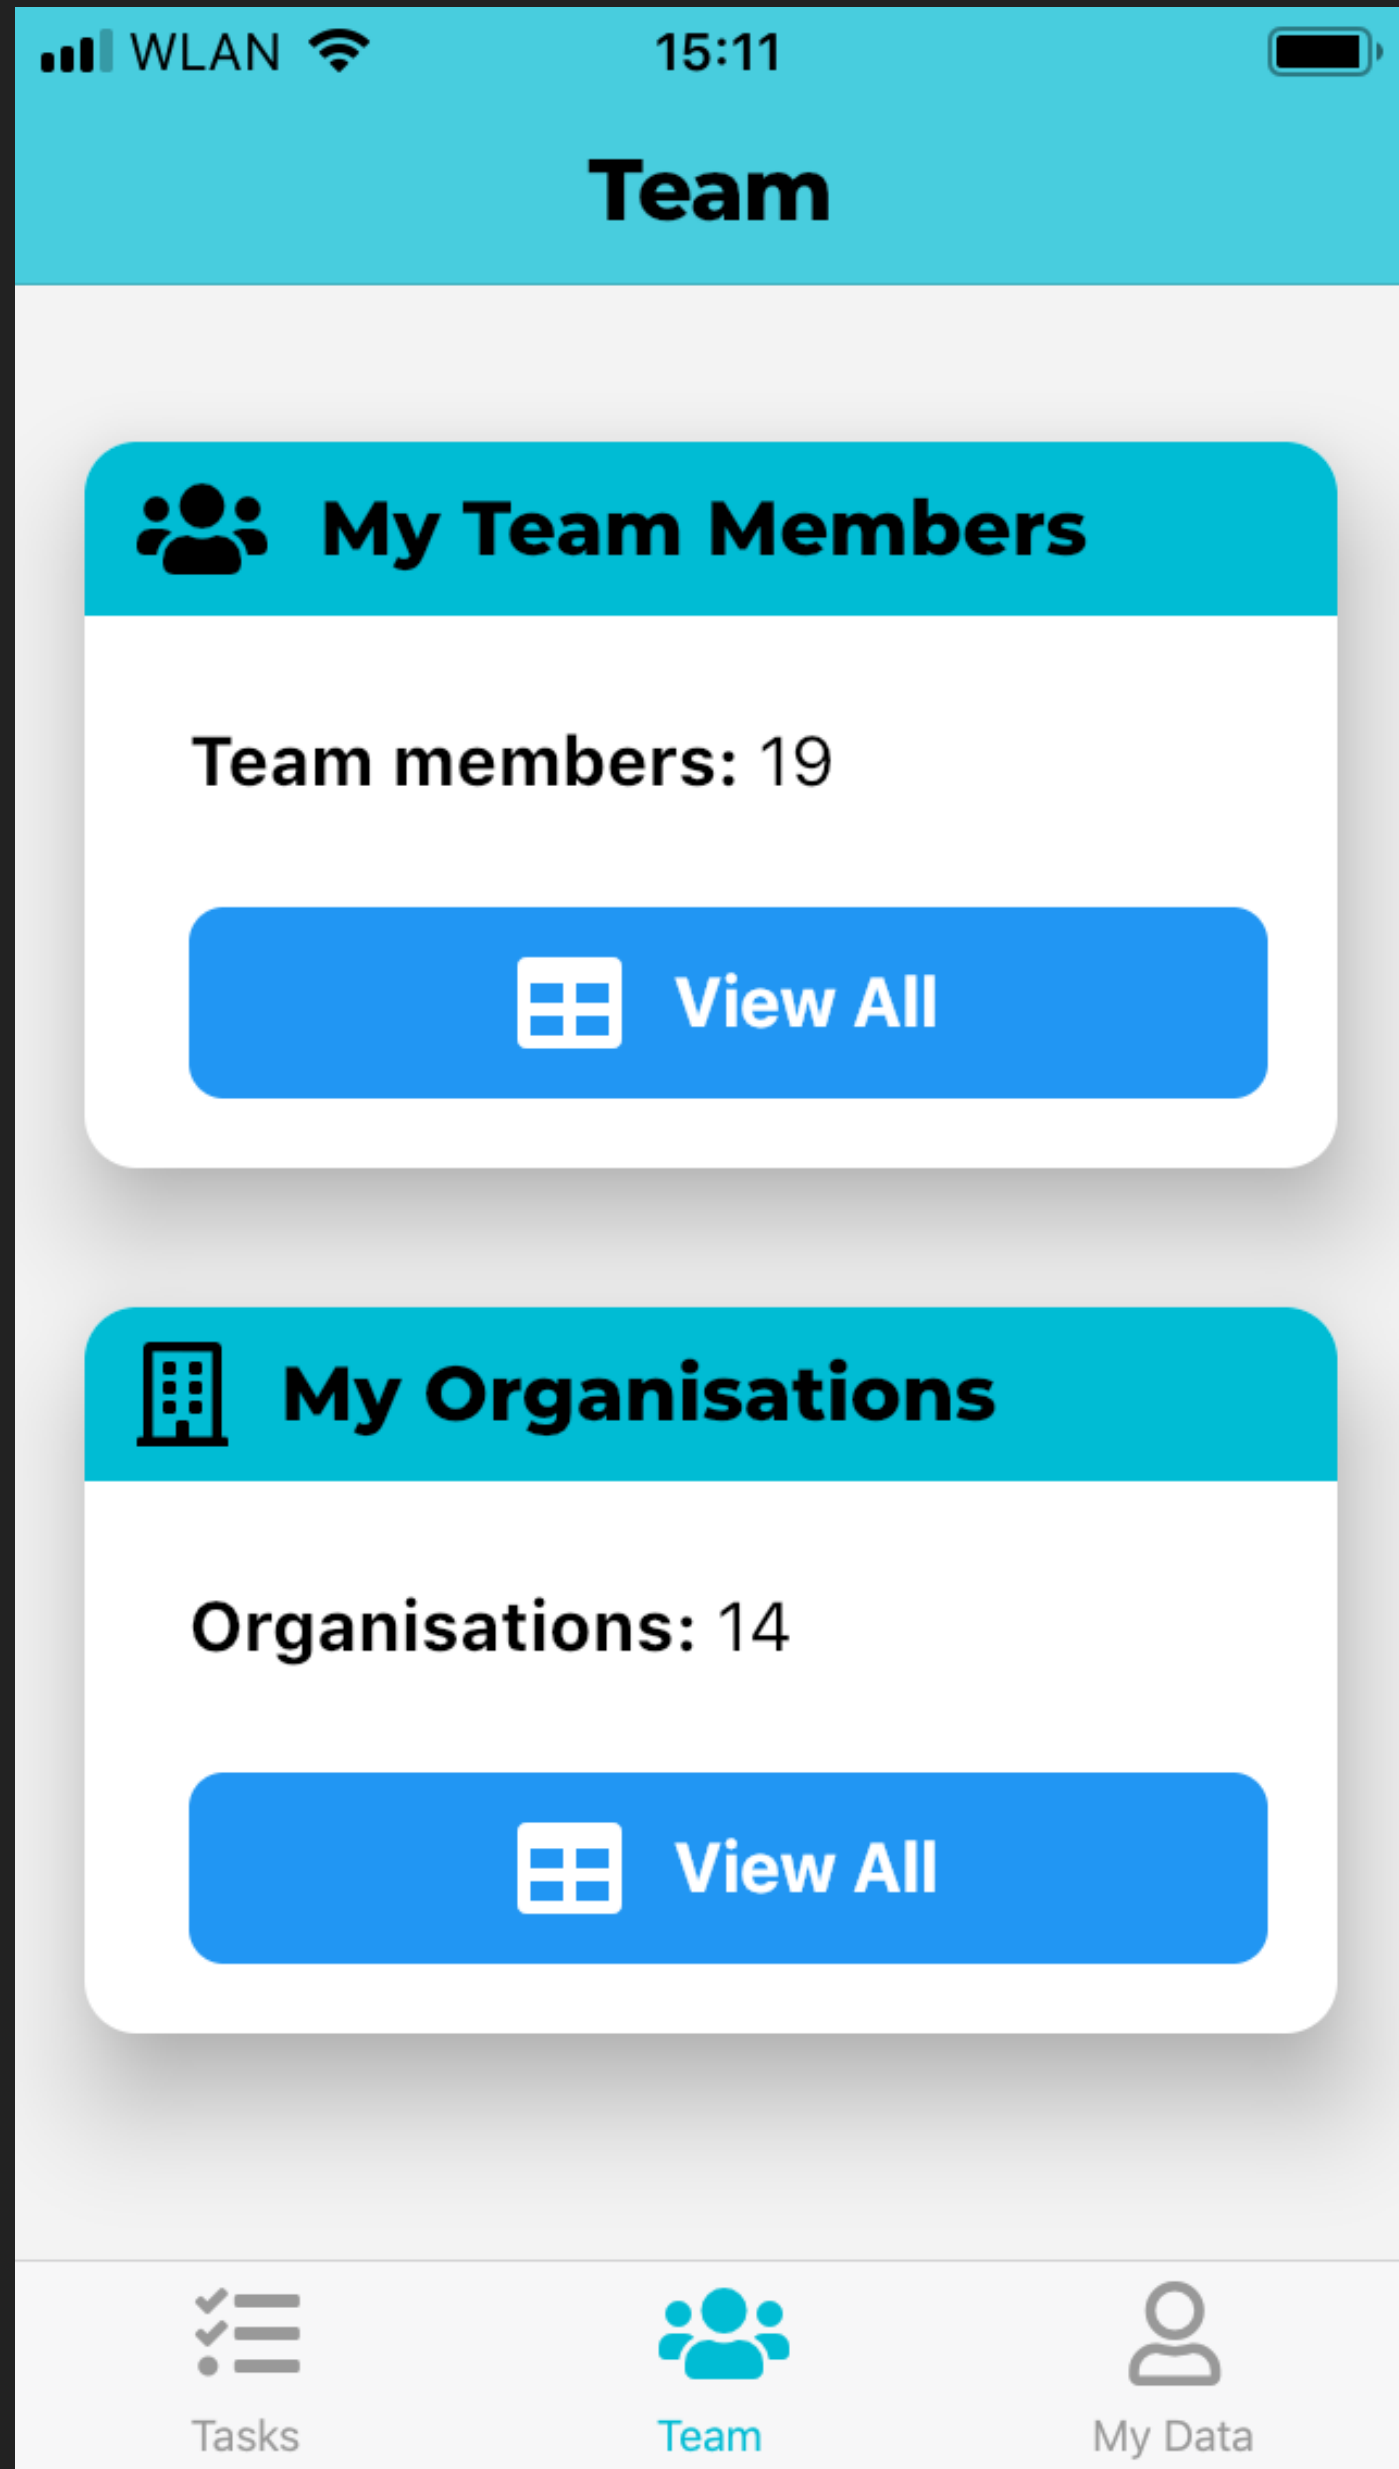 WLAN 15:11
Team
My Team Members
Team members: 19
View All
My Organisations
Organisations: 14
View All
Tasks Team My Data